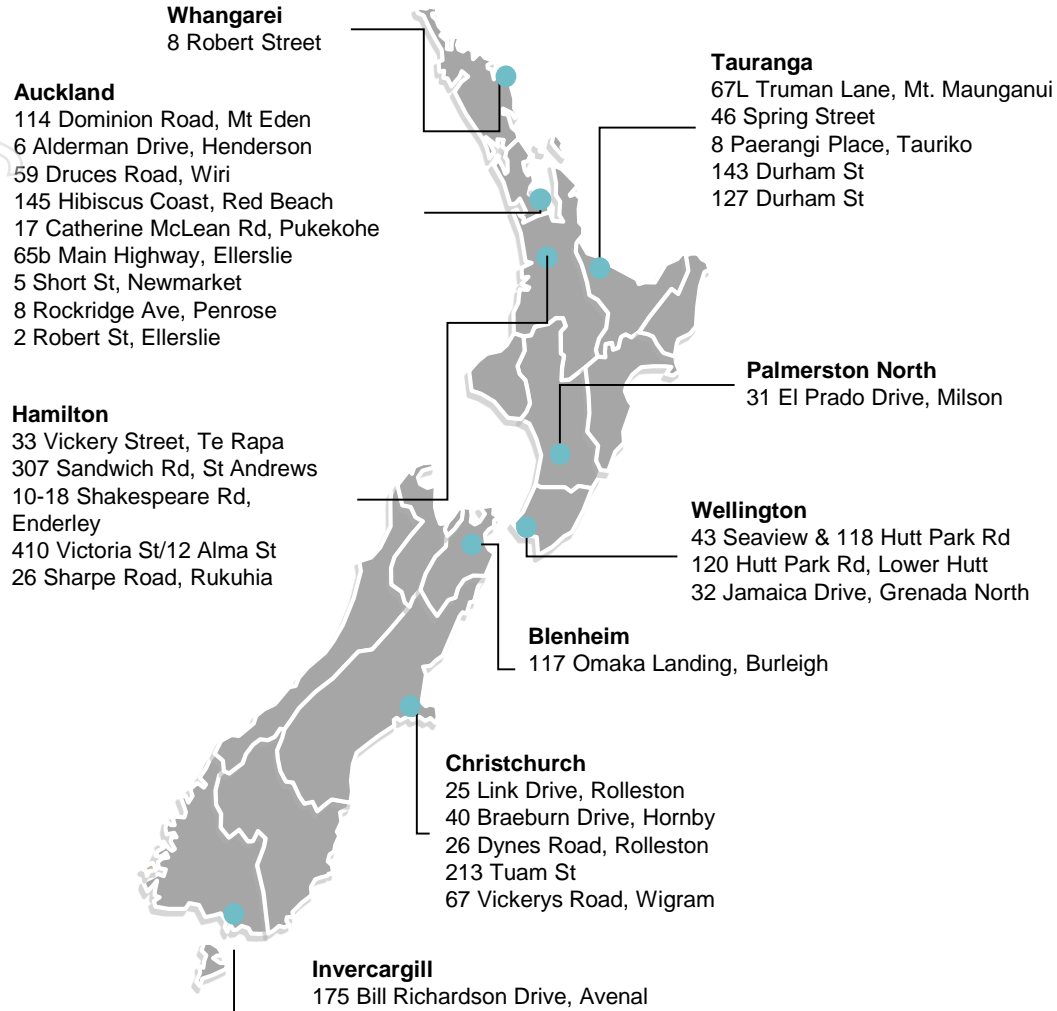 Whangarei
8 Robert Street
Auckland
114 Dominion Road, Mt Eden
6 Alderman Drive, Henderson
59 Druces Road, Wiri
145 Hibiscus Coast, Red Beach
17 Catherine McLean Rd, Pukekohe
65b Main Highway, Ellerslie
5 Short St, Newmarket
8 Rockridge Ave, Penrose
2 Robert St, Ellerslie
Hamilton
33 Vickery Street, Te Rapa
307 Sandwich Rd, St Andrews
10-18 Shakespeare Rd,
Enderley
410 Victoria St/12 Alma St
26 Sharpe Road, Rukuhia
Tauranga
67L Truman Lane, Mt. Maunganui
46 Spring Street
8 Paerangi Place, Tauriko
143 Durham St
127 Durham St
Palmerston North
31 El Prado Drive, Milson
Wellington
43 Seaview & 118 Hutt Park Rd
120 Hutt Park Rd, Lower Hutt
32 Jamaica Drive, Grenada North
Blenheim
117 Omaka Landing, Burleigh
Christchurch
25 Link Drive, Rolleston
40 Braeburn Drive, Hornby
26 Dynes Road, Rolleston
213 Tuam St
67 Vickerys Road, Wigram
Invercargill
175 Bill Richardson Drive, Avenal